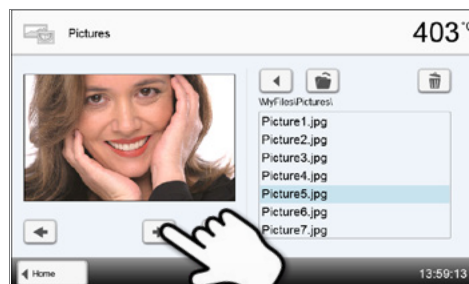 Pictures
403 °C
\MyFiles\Pictures\
Picture1.jpg
Picture2.jpg
Picture3.jpg
Picture4.jpg
Picture5.jpg
Picture6.jpg
Picture7.jpg
Home
13:59:13